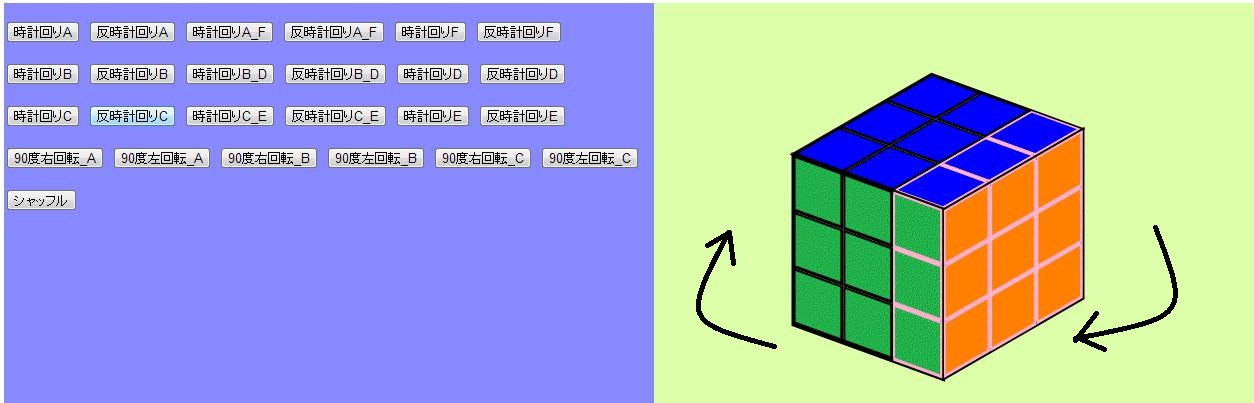 時計回りA 反時計回りA 時計回りA_F 反時計回りA_F 時計回りF 反時計回りF
時計回りB 反時計回りB 時計回りB_D 反時計回りB_D 時計回りD 反時計回りD
時計回りC 反時計回りC 時計回りC_E 反時計回りC_E 時計回りE 反時計回りE
90度右回転_A 90度左回転_A 90度右回転_B 90度左回転_B 90度右回転_C 90度左回転_C
シャッフル